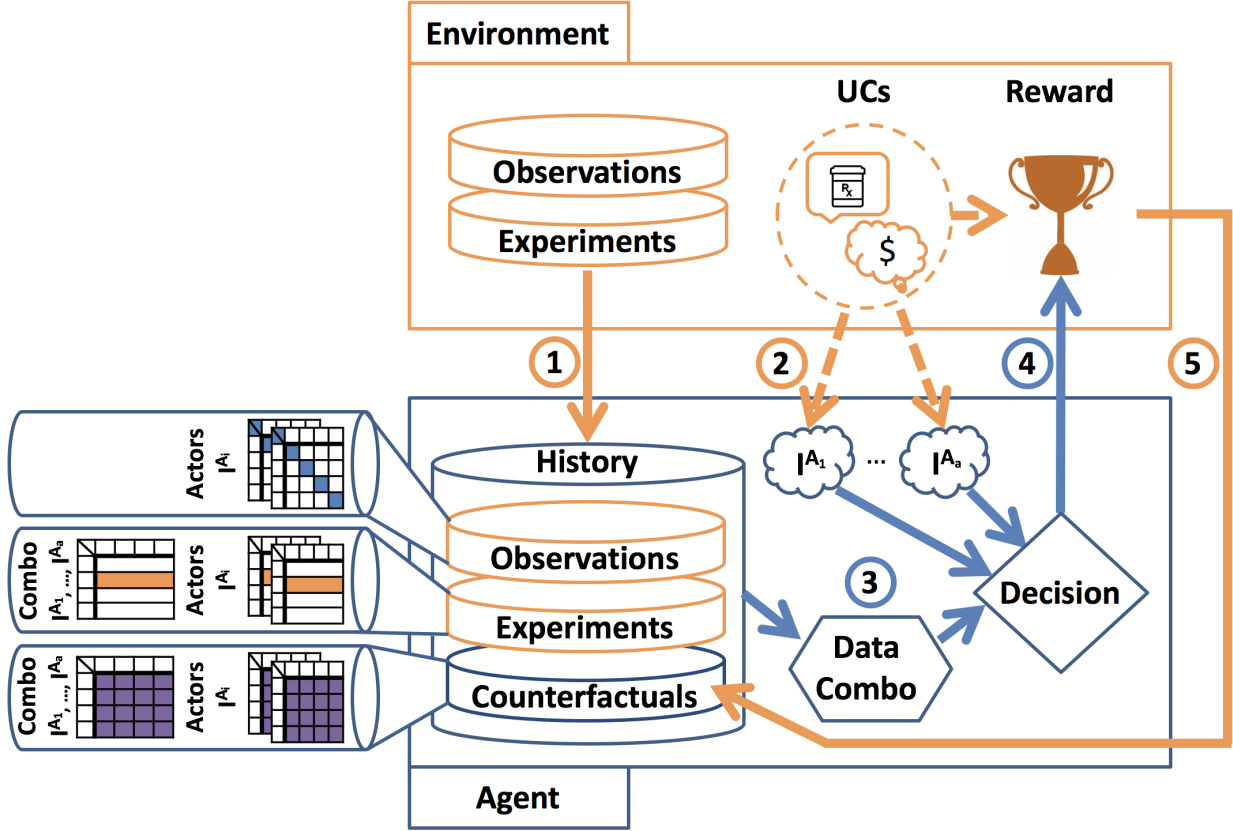 Environment
UCs
Reward
Observations
Experiments
Rx
$
1
2
4
5
History
I^A1
...
I^Aa
Actors
I^Ai
Observations
Combo
I^A1, ..., I^Aa
Actors
I^Ai
Experiments
3
Decision
Data
Combo
Combo
I^A1, ..., I^Aa
Actors
I^Ai
Counterfactuals
Agent